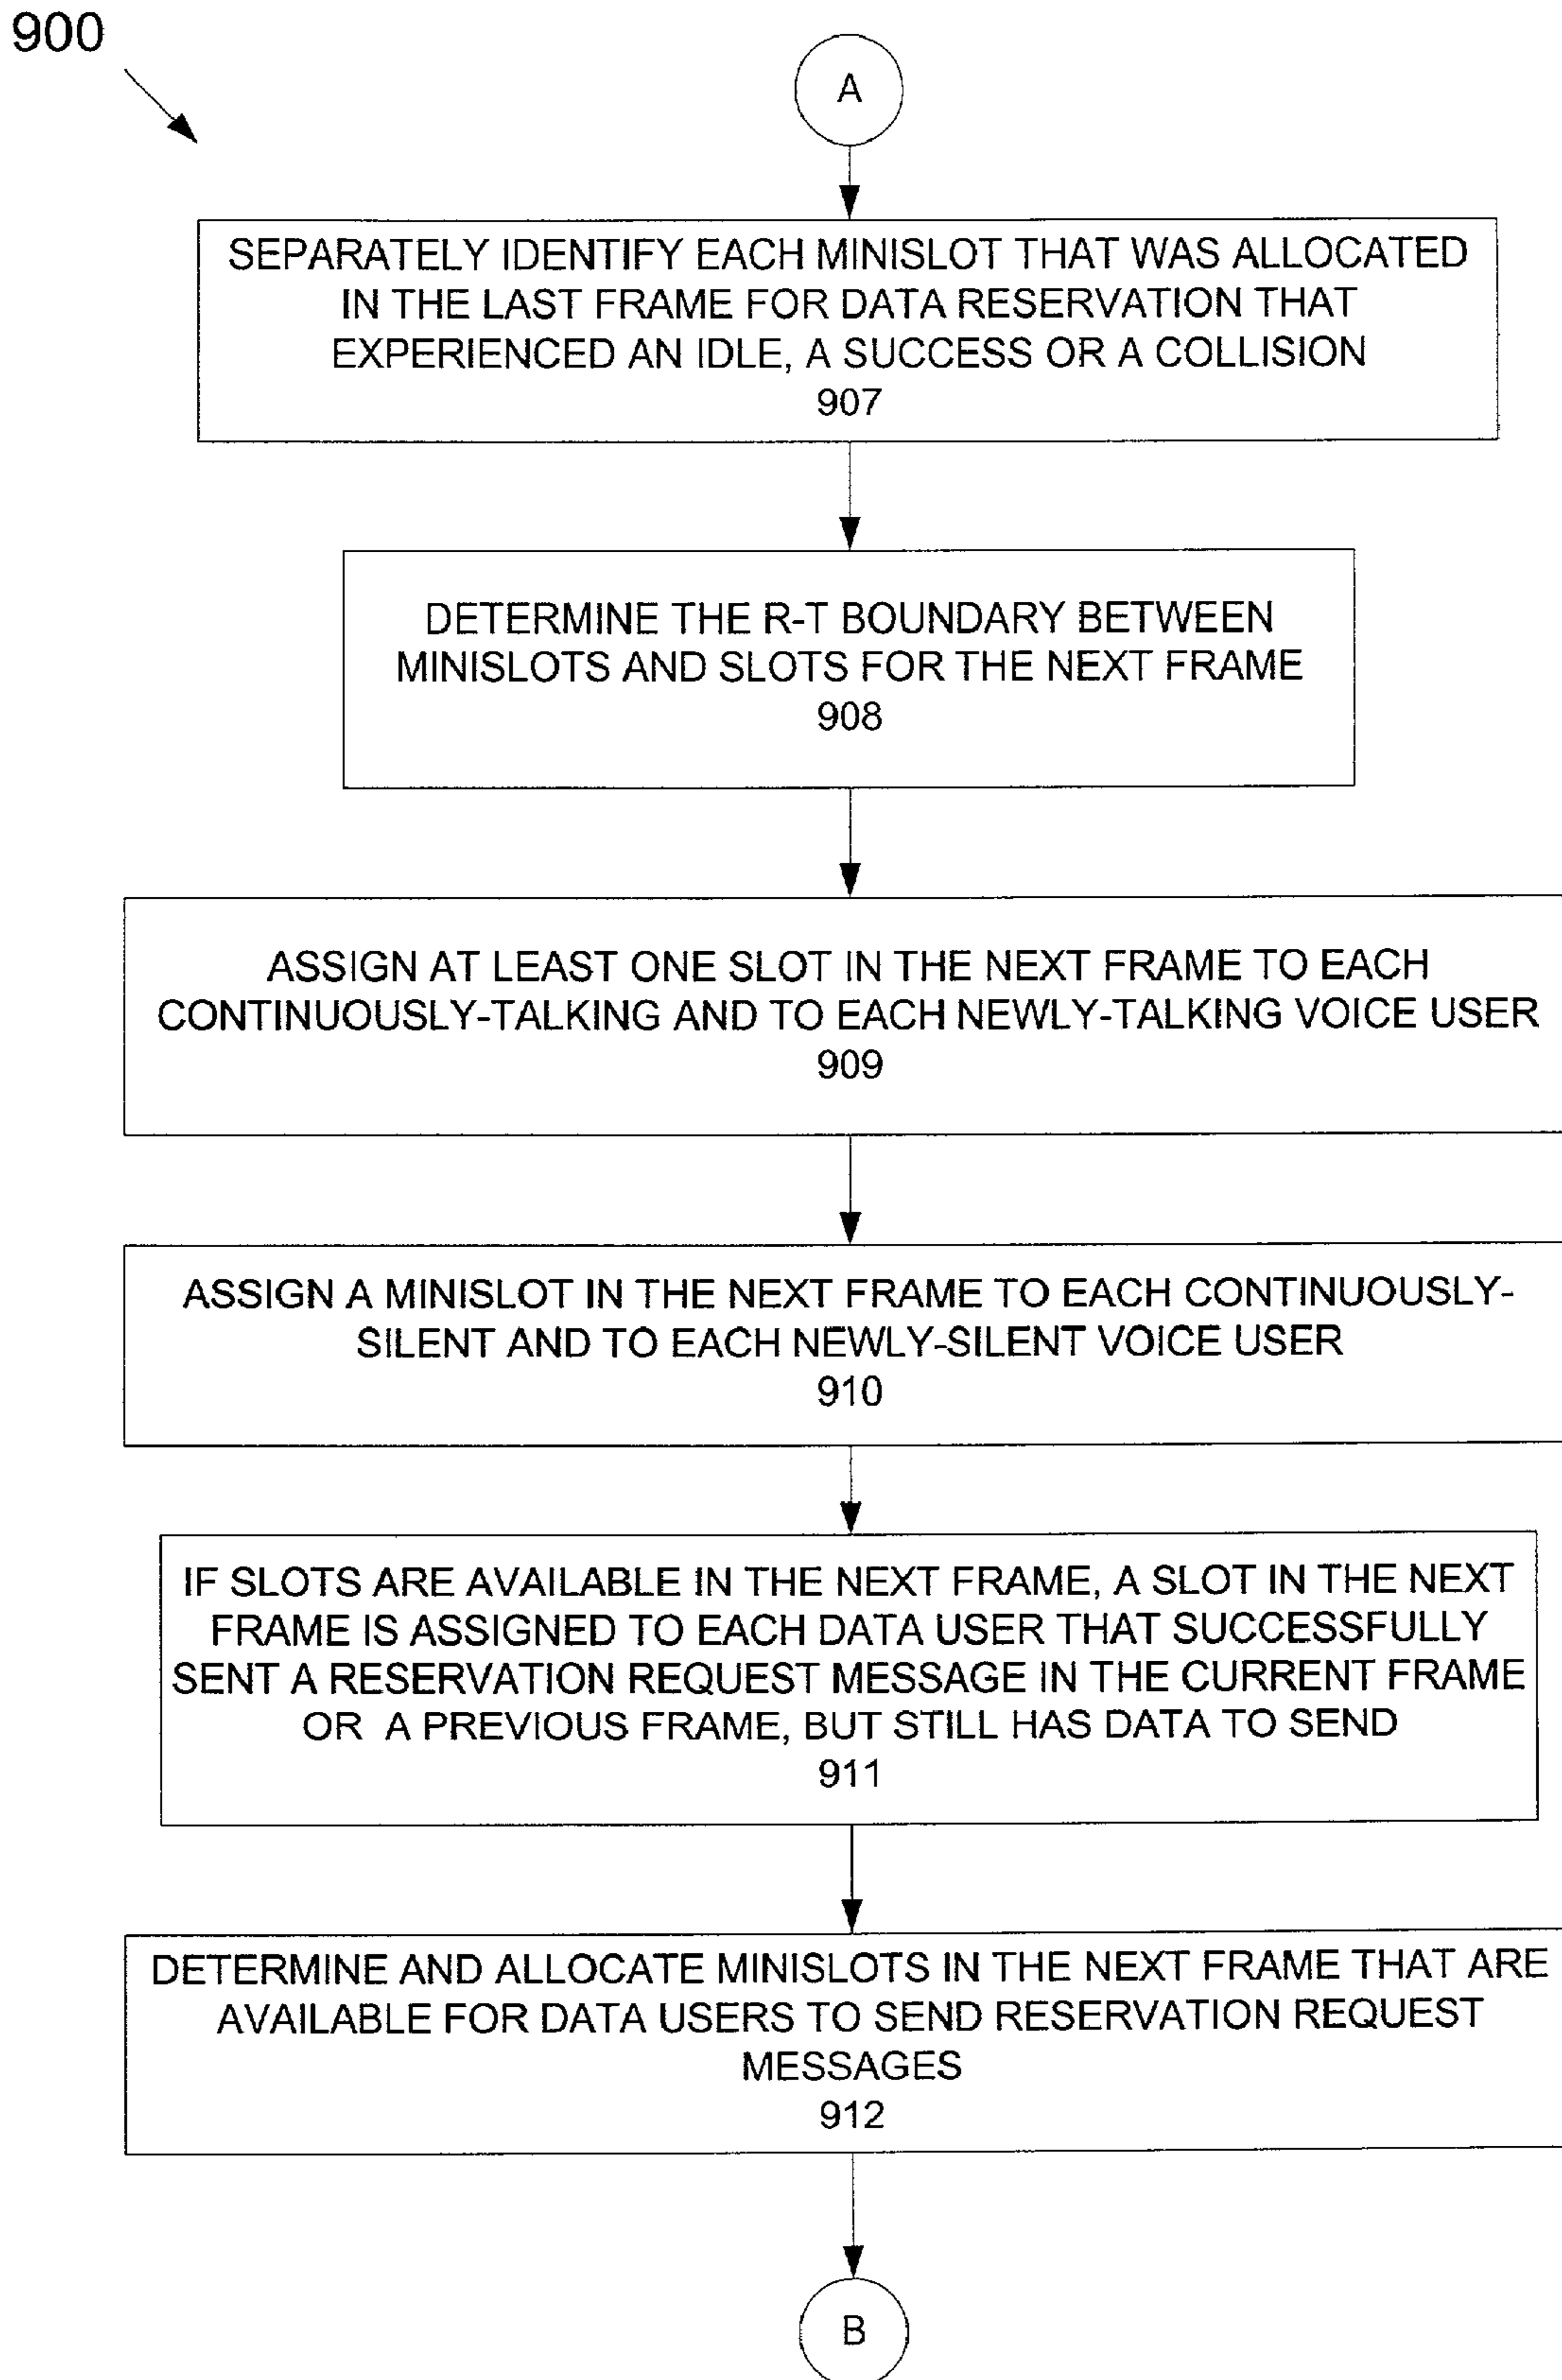 900
A
SEPARATELY IDENTIFY EACH MINISLOT THAT WAS ALLOCATED
IN THE LAST FRAME FOR DATA RESERVATION THAT
EXPERIENCED AN IDLE, A SUCCESS OR A COLLISION
907
DETERMINE THE R-T BOUNDARY BETWEEN
MINISLOTS AND SLOTS FOR THE NEXT FRAME
908
ASSIGN AT LEAST ONE SLOT IN THE NEXT FRAME TO EACH
CONTINUOUSLY-TALKING AND TO EACH NEWLY-TALKING VOICE USER
909
ASSIGN A MINISLOT IN THE NEXT FRAME TO EACH CONTINUOUSLY-
SILENT AND TO EACH NEWLY-SILENT VOICE USER
910
IF SLOTS ARE AVAILABLE IN THE NEXT FRAME, A SLOT IN THE NEXT
FRAME IS ASSIGNED TO EACH DATA USER THAT SUCCESSFULLY
SENT A RESERVATION REQUEST MESSAGE IN THE CURRENT FRAME
OR A PREVIOUS FRAME, BUT STILL HAS DATA TO SEND
911
DETERMINE AND ALLOCATE MINISLOTS IN THE NEXT FRAME THAT ARE
AVAILABLE FOR DATA USERS TO SEND RESERVATION REQUEST
MESSAGES
912
B